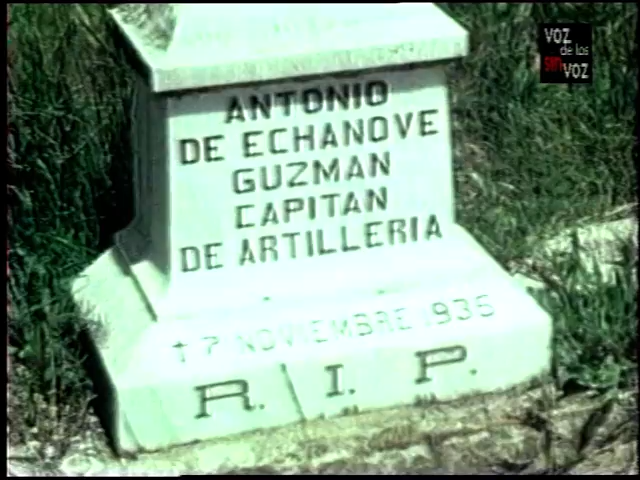 VOZ
de los
sin
VOZ
ANTONIO
DE ECHANOVE
GUZMAN
CAPITAN
DE ARTILLERIA
† 7 NOVIEMBRE 1936
R. I. P.